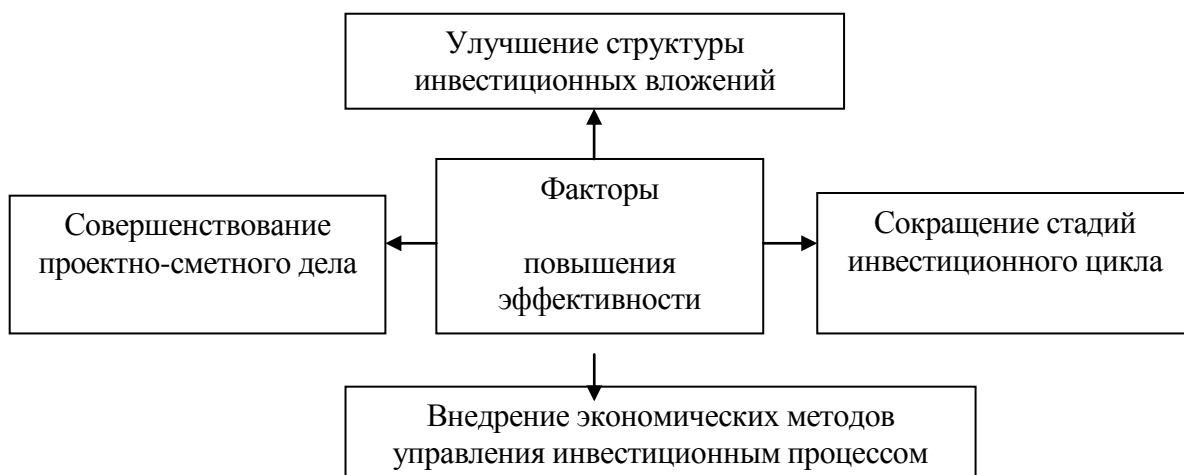 Улучшение структуры
инвестиционных вложений
Совершенствование
проектно-сметного дела
Факторы
повышения
эффективности
Сокращение стадий
инвестиционного цикла
Внедрение экономических методов
управления инвестиционным процессом